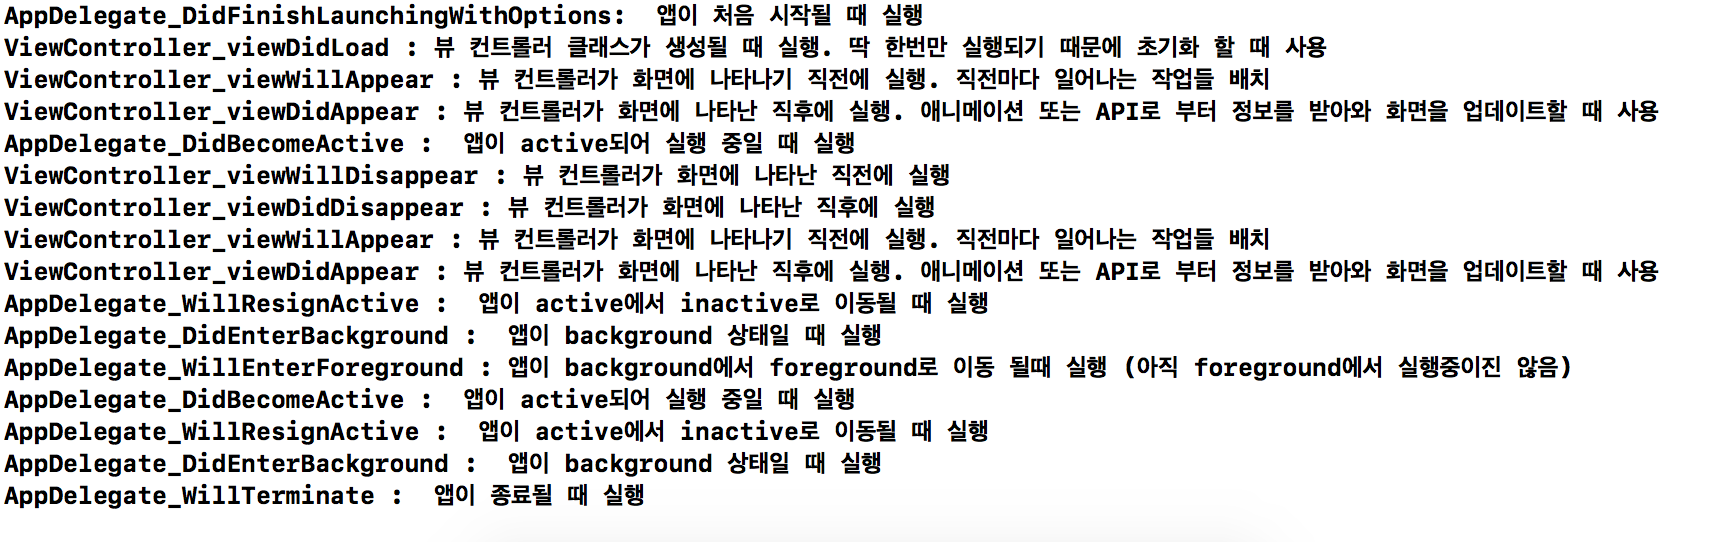 AppDelegate_DidFinishLaunchingWithOptions:  앱이 처음 시작될 때 실행
ViewController_viewDidLoad : 뷰 컨트롤러 클래스가 생성될 때 실행. 딱 한번만 실행되기 때문에 초기화 할 때 사용
ViewController_viewWillAppear : 뷰 컨트롤러가 화면에 나타나기 직전에 실행. 직전마다 일어나는 작업들 배치
ViewController_viewDidAppear : 뷰 컨트롤러가 화면에 나타난 직후에 실행. 애니메이션 또는 API로 부터 정보를 받아와 화면을 업데이트할 때 사용
AppDelegate_DidBecomeActive :  앱이 active되어 실행 중일 때 실행
ViewController_viewWillDisappear : 뷰 컨트롤러가 화면에 나타난 직전에 실행
ViewController_viewDidDisappear : 뷰 컨트롤러가 화면에 나타난 직후에 실행
ViewController_viewWillAppear : 뷰 컨트롤러가 화면에 나타나기 직전에 실행. 직전마다 일어나는 작업들 배치
ViewController_viewDidAppear : 뷰 컨트롤러가 화면에 나타난 직후에 실행. 애니메이션 또는 API로 부터 정보를 받아와 화면을 업데이트할 때 사용
AppDelegate_WillResignActive :  앱이 active에서 inactive로 이동될 때 실행
AppDelegate_DidEnterBackground :  앱이 background 상태일 때 실행
AppDelegate_WillEnterForeground : 앱이 background에서 foreground로 이동 될때 실행 (아직 foreground에서 실행중이진 않음)
AppDelegate_DidBecomeActive :  앱이 active되어 실행 중일 때 실행
AppDelegate_WillResignActive :  앱이 active에서 inactive로 이동될 때 실행
AppDelegate_DidEnterBackground :  앱이 background 상태일 때 실행
AppDelegate_WillTerminate :  앱이 종료될 때 실행